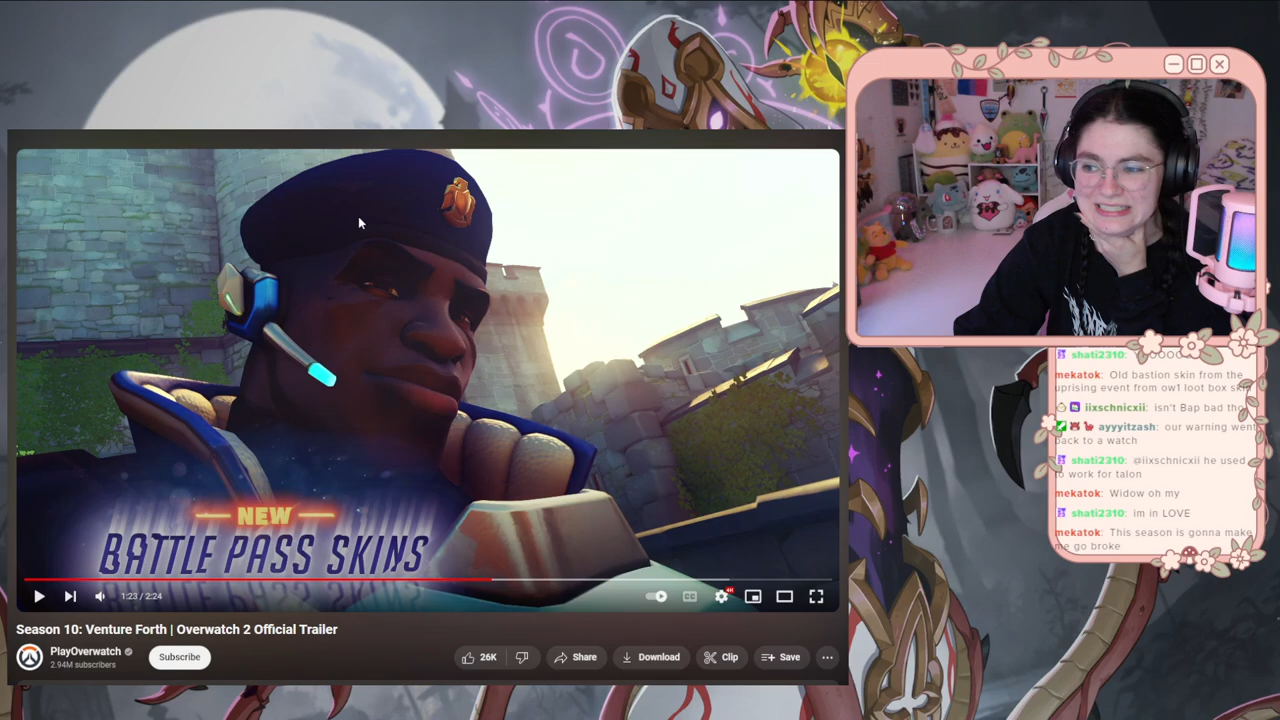 NEW
BATTLE PASS SKINS
1:23 / 2:24
Season 10: Venture Forth | Overwatch 2 Official Trailer
PlayOverwatch
2.94M subscribers
Subscribe
26K
Share
Download
Clip
Save
shati2310:
mekatok: Old bastion skin from the
uprising event from ow1 loot box
iixschnicxii: isn't Bap bad
ayyyitzash: our warning went
back to a watch
shati2310: @iixschnicxii he used
to work for talon
mekatok: Widow oh my
shati2310: im in LOVE
mekatok: This season is gonna make
me go broke